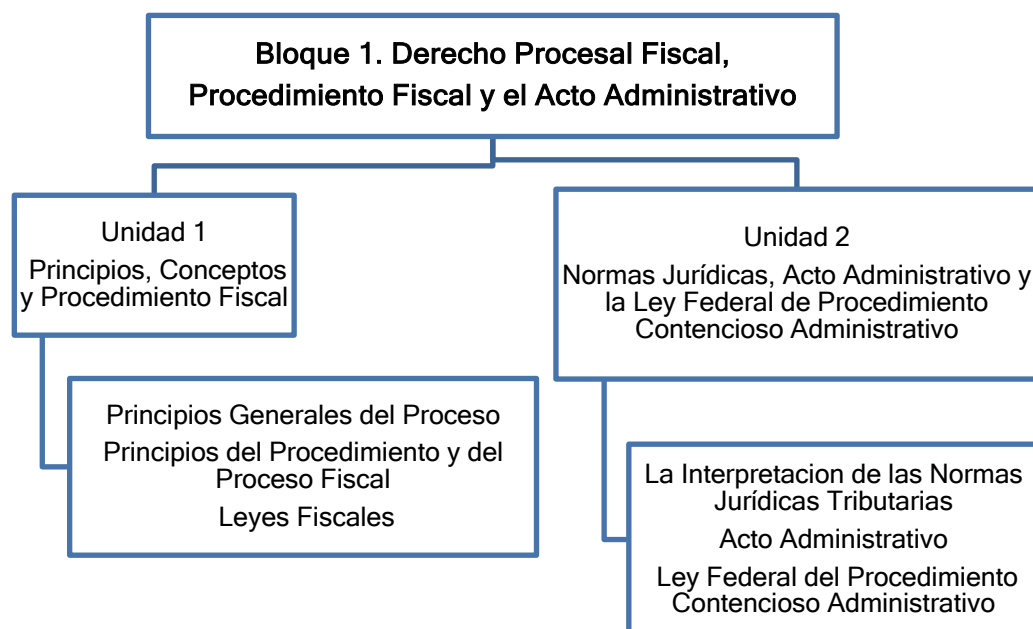 Bloque 1. Derecho Procesal Fiscal,
Procedimiento Fiscal y el Acto Administrativo
Unidad 1
Principios, Conceptos
y Procedimiento Fiscal
Principios Generales del Proceso
Principios del Procedimiento y del
Proceso Fiscal
Leyes Fiscales
Unidad 2
Normas Jurídicas, Acto Administrativo y
la Ley Federal de Procedimiento
Contencioso Administrativo
La Interpretacion de las Normas
Jurídicas Tributarias
Acto Administrativo
Ley Federal del Procedimiento
Contencioso Administrativo